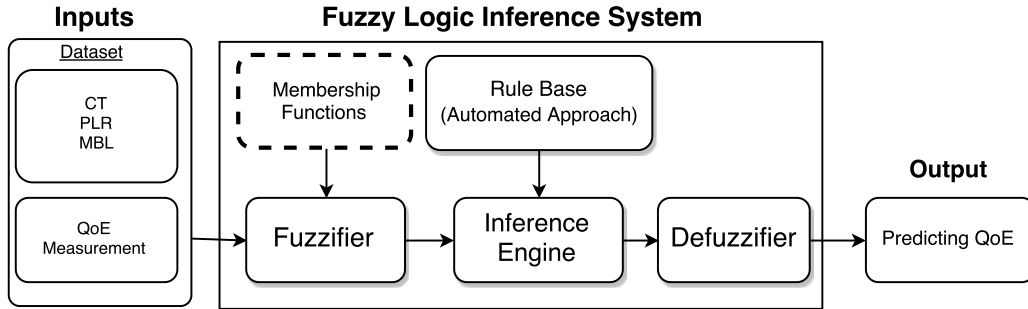 Inputs
Fuzzy Logic Inference System
Dataset
CT
PLR
MBL
QoE
Measurement
Membership
Functions
Rule Base
(Automated Approach)
Fuzzifier
Inference
Engine
Defuzzifier
Output
Predicting QoE